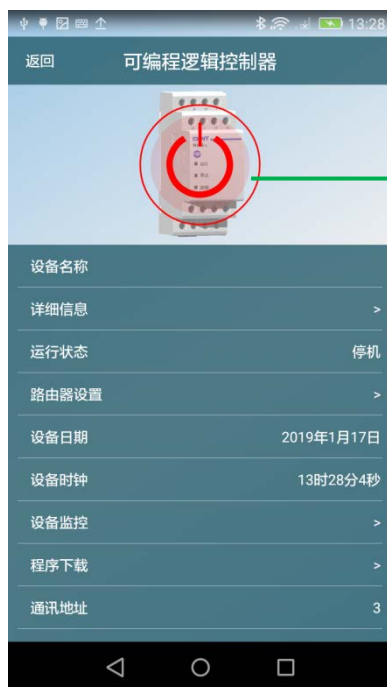 13:28
返回 可编程逻辑控制器
设备名称
详细信息 >
运行状态 停机
路由器设置 >
设备日期 2019年1月17日
设备时钟 13时28分4秒
设备监控 >
程序下载 >
通讯地址 3